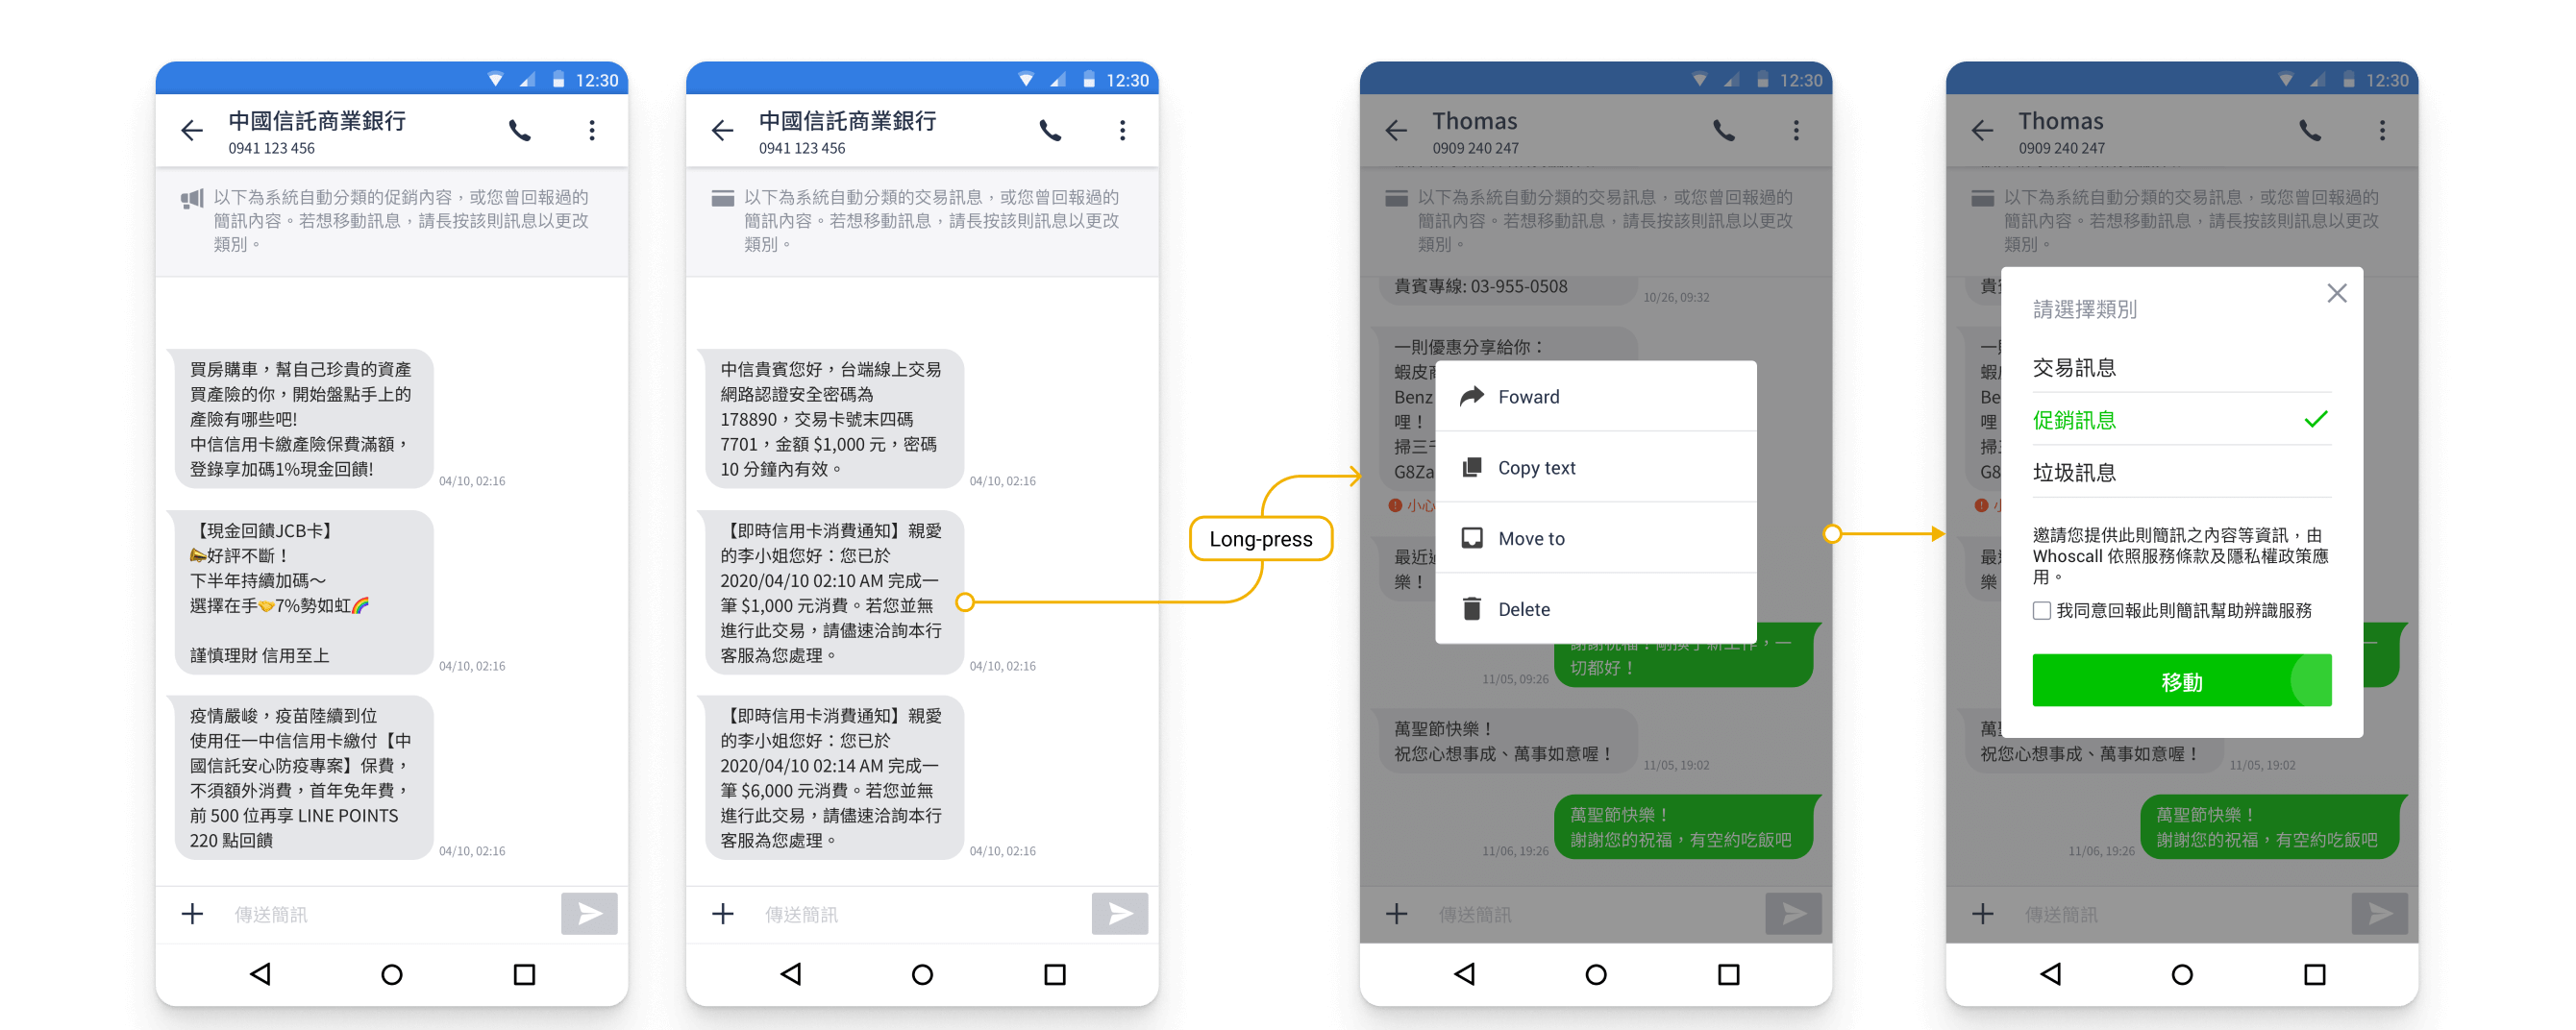 12:30
中國信託商業銀行
0941 123 456
以下為系統自動分類的促銷內容，或您曾回報過的
簡訊內容。若想移動訊息，請長按該則訊息以更改
類別。
買房購車，幫自己珍貴的資產
買產險的你，開始盤點手上的
產險有哪些吧!
中信信用卡繳產險保費滿額，
登錄享加碼1%現金回饋!
04/10, 02:16
【現金回饋JCB卡】
📣好評不斷！
下半年持續加碼～
選擇在手🤝7%勢如虹🌈
謹慎理財 信用至上
04/10, 02:16
疫情嚴峻，疫苗陸續到位
使用任一中信信用卡繳付【中
國信託安心防疫專案】保費，
不須額外消費，首年免年費，
前 500 位再享 LINE POINTS
220 點回饋
04/10, 02:16
傳送簡訊
12:30
中國信託商業銀行
0941 123 456
以下為系統自動分類的交易訊息，或您曾回報過的
簡訊內容。若想移動訊息，請長按該則訊息以更改
類別。
中信貴賓您好，台端線上交易
網路認證安全密碼為
178890，交易卡號末四碼
7701，金額 $1,000 元，密碼
10 分鐘內有效。
04/10, 02:16
【即時信用卡消費通知】親愛
的李小姐您好：您已於
2020/04/10 02:10 AM 完成一
筆 $1,000 元消費。若您並無
進行此交易，請儘速洽詢本行
客服為您處理。
04/10, 02:16
【即時信用卡消費通知】親愛
的李小姐您好：您已於
2020/04/10 02:14 AM 完成一
筆 $6,000 元消費。若您並無
進行此交易，請儘速洽詢本行
客服為您處理。
04/10, 02:16
傳送簡訊
Long-press
12:30
Thomas
0909 240 247
以下為系統自動分類的交易訊息，或您曾回報過的
簡訊內容。若想移動訊息，請長按該則訊息以更改
類別。
貴賓專線: 03-955-0508
10/26, 09:32
一則優惠分享給你：
蝦皮
Benz
哩！
掃三
G8Za
小心
最近
樂！
Foward
Copy text
Move to
Delete
謝謝祝福！剛換了新工作，一
切都好！
11/05, 09:26
萬聖節快樂！
祝您心想事成、萬事如意喔！
11/05, 19:02
萬聖節快樂！
謝謝您的祝福，有空約吃飯吧
11/06, 19:26
傳送簡訊
12:30
Thomas
0909 240 247
以下為系統自動分類的交易訊息，或您曾回報過的
簡訊內容。若想移動訊息，請長按該則訊息以更改
類別。
請選擇類別
交易訊息
促銷訊息
垃圾訊息
邀請您提供此則簡訊之內容等資訊，由
Whoscall 依照服務條款及隱私權政策應
用。
我同意回報此則簡訊幫助辨識服務
移動
祝您心想事成、萬事如意喔！
11/05, 19:02
萬聖節快樂！
謝謝您的祝福，有空約吃飯吧
11/06, 19:26
傳送簡訊